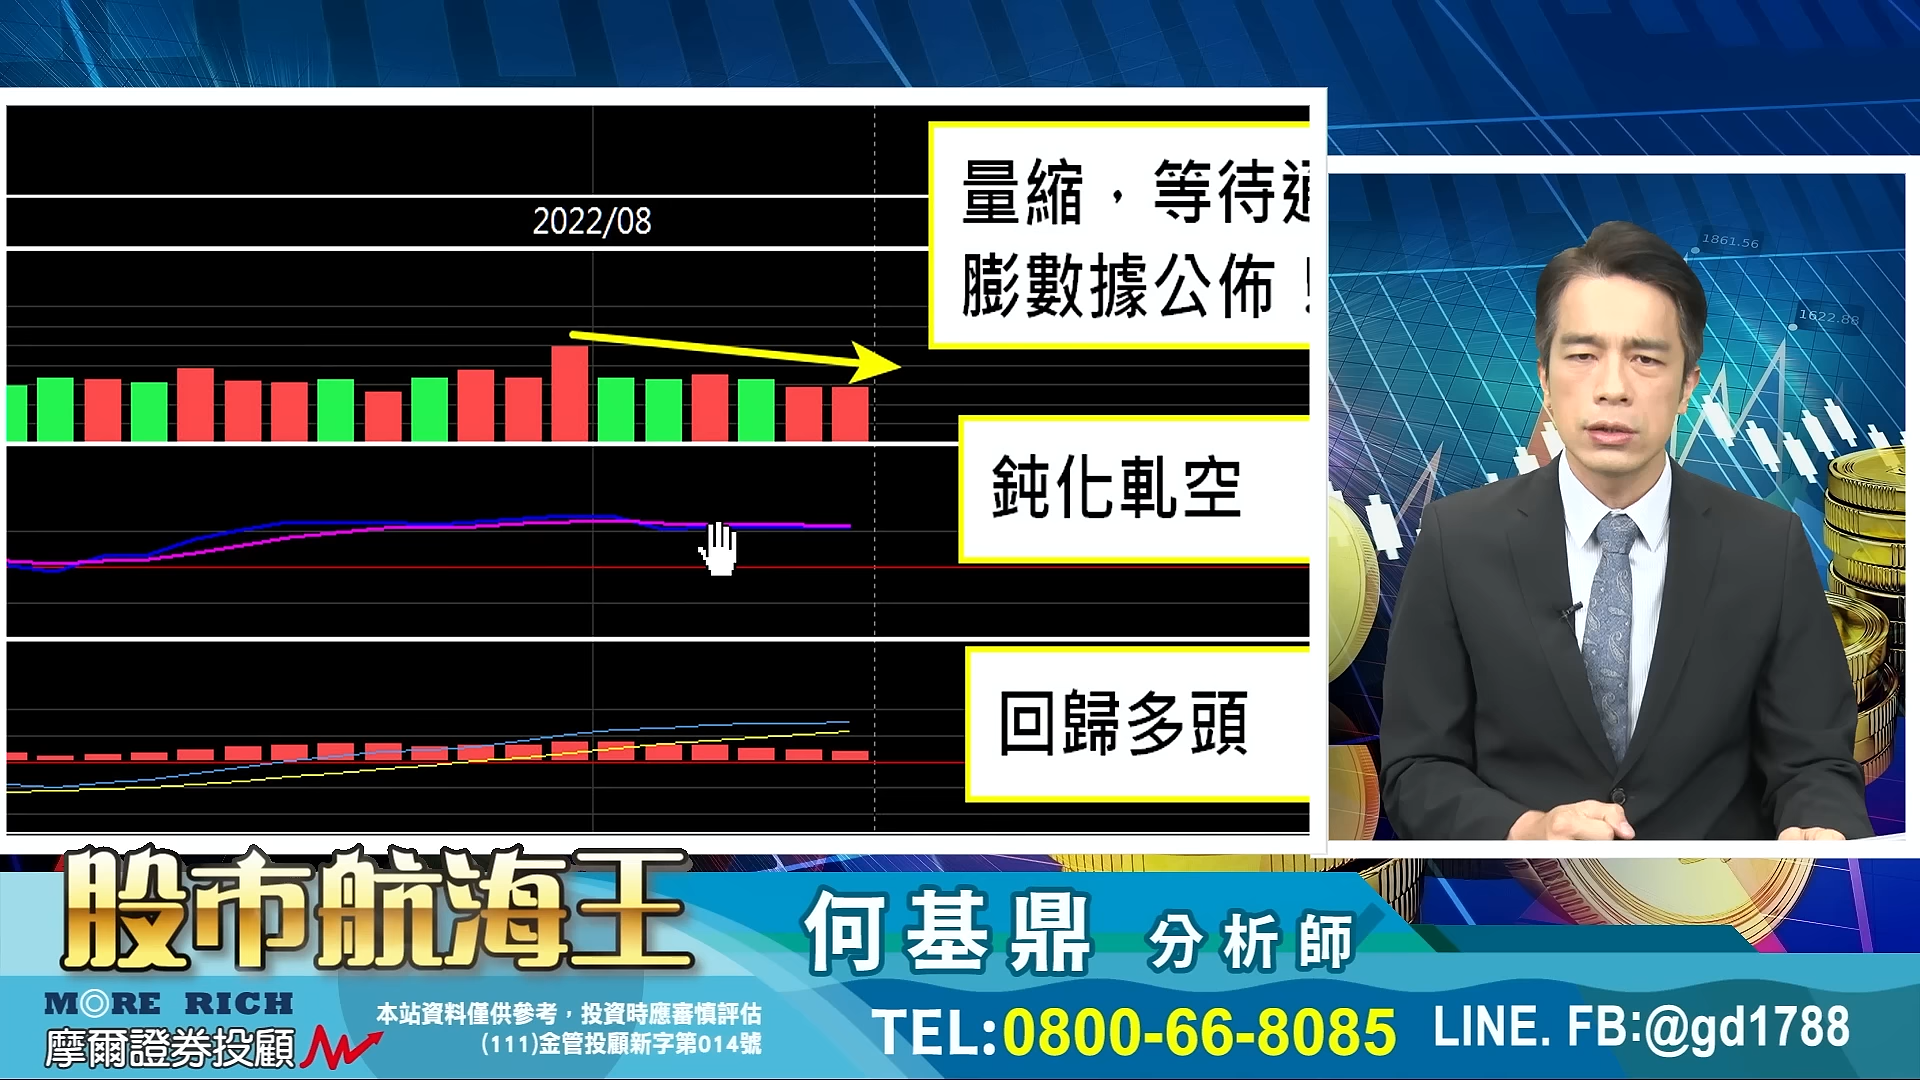 2022/08
量縮，等待通
膨數據公佈！
鈍化軋空
回歸多頭
1861.56
1622.88
股市航海王
何基鼎 分析師
MORE RICH
摩爾證券投顧
本站資料僅供參考，投資時應審慎評估
(111)金管投顧新字第014號
TEL:0800-66-8085
LINE. FB:@gd1788